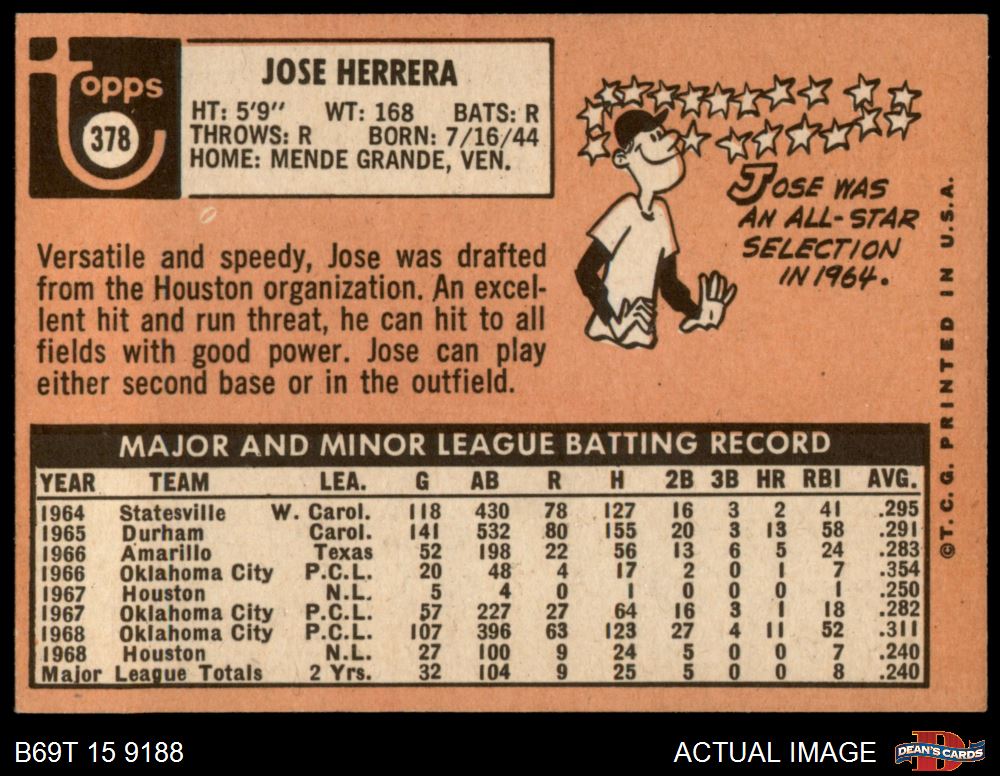 topps
378
JOSE HERRERA
HT: 5'9" WT: 168 BATS: R
THROWS: R BORN: 7/16/44
HOME: MENDE GRANDE, VEN.
JOSE WAS
AN ALL-STAR
SELECTION
IN 1964.
Versatile and speedy, Jose was drafted
from the Houston organization. An excel-
lent hit and run threat, he can hit to all
fields with good power. Jose can play
either second base or in the outfield.
MAJOR AND MINOR LEAGUE BATTING RECORD
YEAR TEAM LEA. G AB R H 2B 3B HR RBI AVG.
1964 Statesville W. Carol. 118 430 78 127 16 3 2 41 .295
1965 Durham Carol. 141 532 80 155 20 3 13 58 .291
1966 Amarillo Texas 52 198 22 56 13 6 5 24 .283
1966 Oklahoma City P.C.L. 20 48 4 17 2 0 1 7 .354
1967 Houston N.L. 5 4 0 1 0 0 0 1 .250
1967 Oklahoma City P.C.L. 57 227 27 64 16 3 1 18 .282
1968 Oklahoma City P.C.L. 107 396 63 123 27 4 11 52 .311
1968 Houston N.L. 27 100 9 24 5 0 0 7 .240
Major League Totals 2 Yrs. 32 104 9 25 5 0 0 8 .240
©T.C.G. PRINTED IN U.S.A.
B69T 15 9188
ACTUAL IMAGE
DEAN'S CARDS